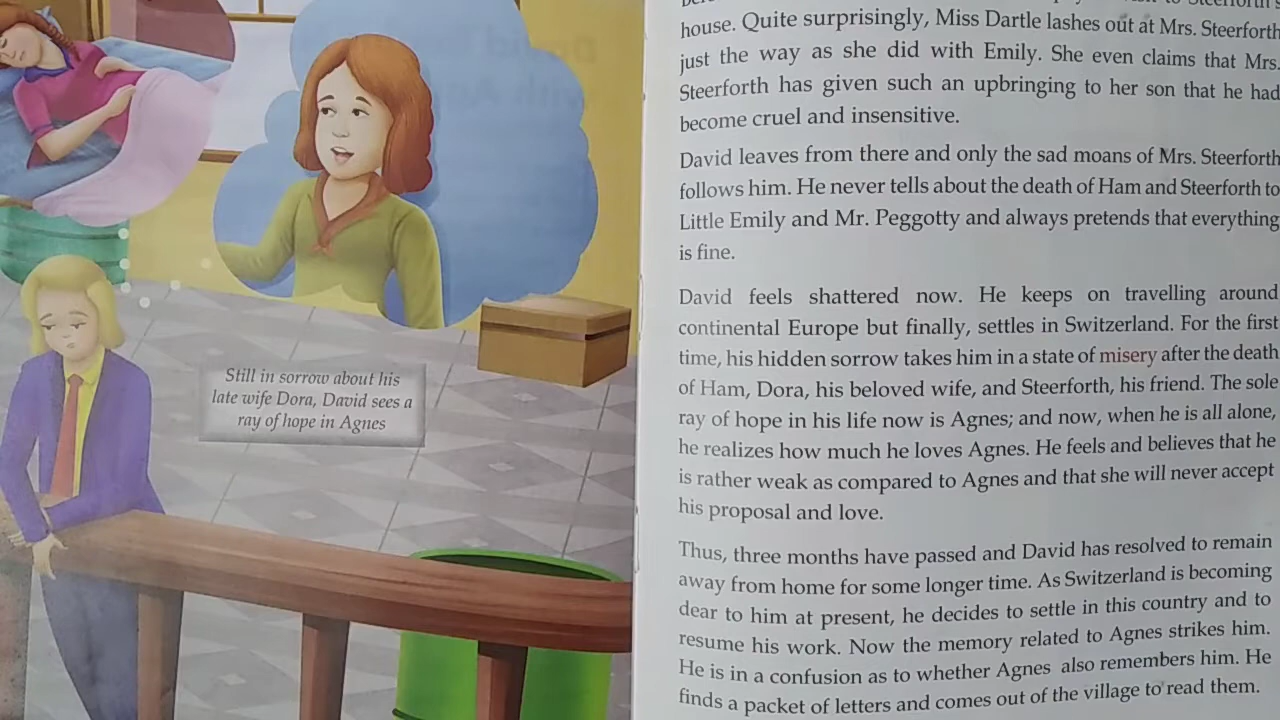 Still in sorrow about his
late wife Dora, David sees a
ray of hope in Agnes
house. Quite surprisingly, Miss Dartle lashes out at Mrs. Steerforth
just the way as she did with Emily. She even claims that Mrs.
Steerforth has given such an upbringing to her son that he had
become cruel and insensitive.
David leaves from there and only the sad moans of Mrs. Steerforth
follows him. He never tells about the death of Ham and Steerforth to
Little Emily and Mr. Peggotty and always pretends that everything
is fine.
David feels shattered now. He keeps on travelling around
continental Europe but finally, settles in Switzerland. For the first
time, his hidden sorrow takes him in a state of misery after the death
of Ham, Dora, his beloved wife, and Steerforth, his friend. The sole
ray of hope in his life now is Agnes; and now, when he is all alone,
he realizes how much he loves Agnes. He feels and believes that he
is rather weak as compared to Agnes and that she will never accept
his proposal and love.
Thus, three months have passed and David has resolved to remain
away from home for some longer time. As Switzerland is becoming
dear to him at present, he decides to settle in this country and to
resume his work. Now the memory related to Agnes strikes him.
He is in a confusion as to whether Agnes also remembers him. He
finds a packet of letters and comes out of the village to read them.